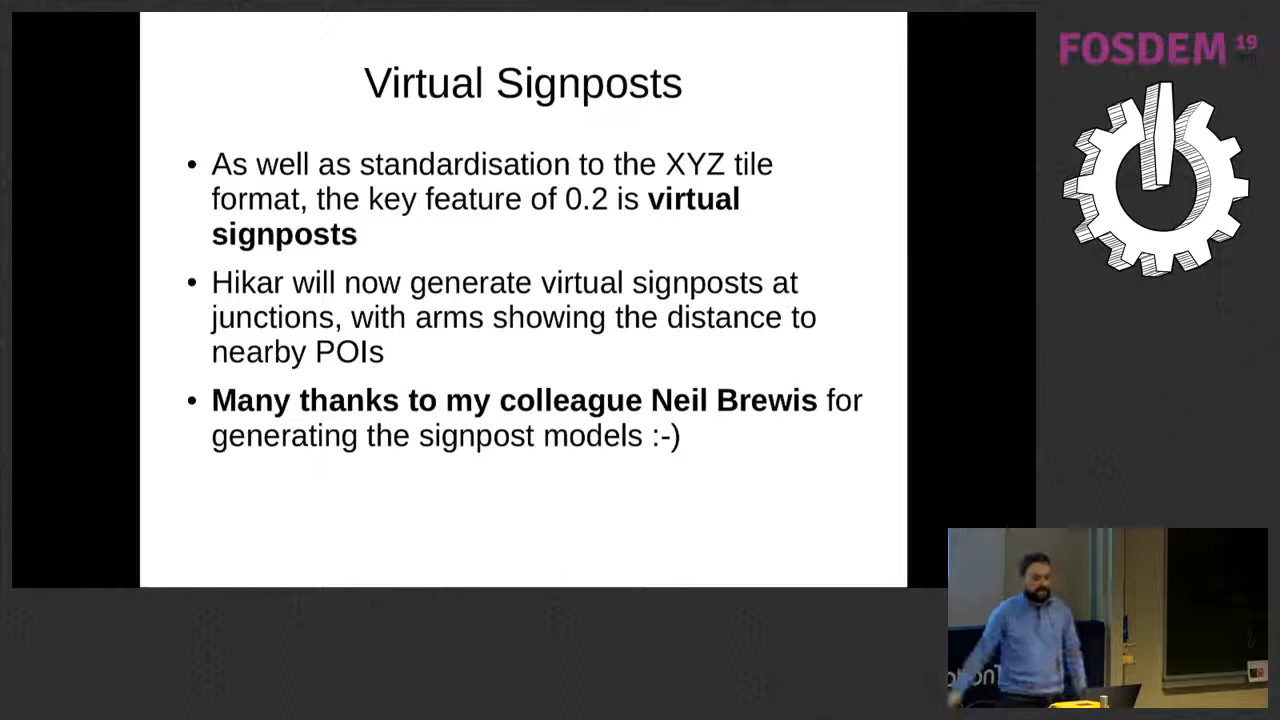 Virtual Signposts
• As well as standardisation to the XYZ tile
format, the key feature of 0.2 is virtual
signposts
• Hikar will now generate virtual signposts at
junctions, with arms showing the distance to
nearby POIs
• Many thanks to my colleague Neil Brewis for
generating the signpost models :-)
FOSDEM 19